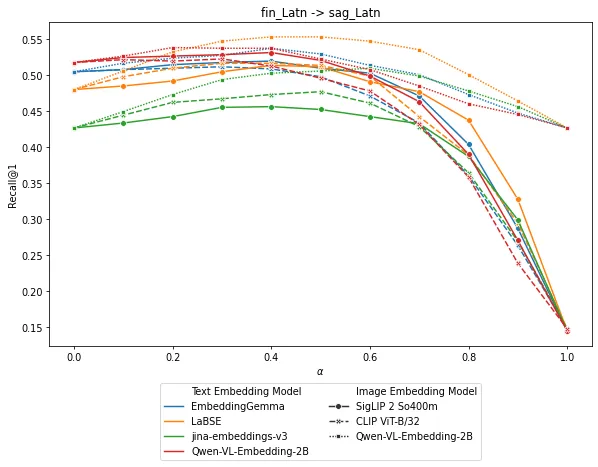 fin_Latn -> sag_Latn
Recall@1
0.55
0.50
0.45
0.40
0.35
0.30
0.25
0.20
0.15
0.0
0.2
0.4
0.6
0.8
1.0
α
Text Embedding Model
EmbeddingGemma
LaBSE
jina-embeddings-v3
Qwen-VL-Embedding-2B
Image Embedding Model
SigLIP 2 So400m
CLIP ViT-B/32
Qwen-VL-Embedding-2B